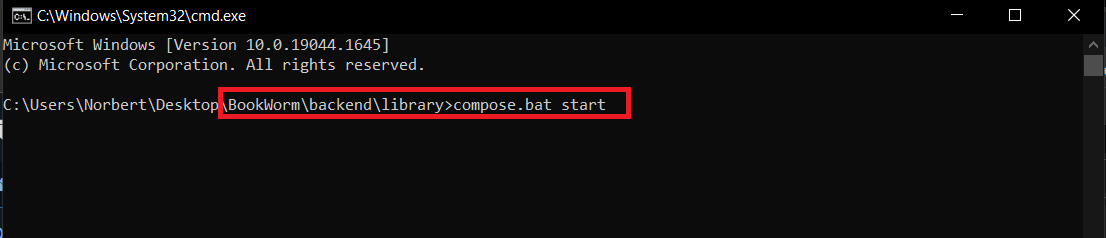 C:\Windows\System32\cmd.exe
Microsoft Windows [Version 10.0.19044.1645]
(c) Microsoft Corporation. All rights reserved.
C:\Users\Norbert\Desktop\BookWorm\backend\library>compose.bat start